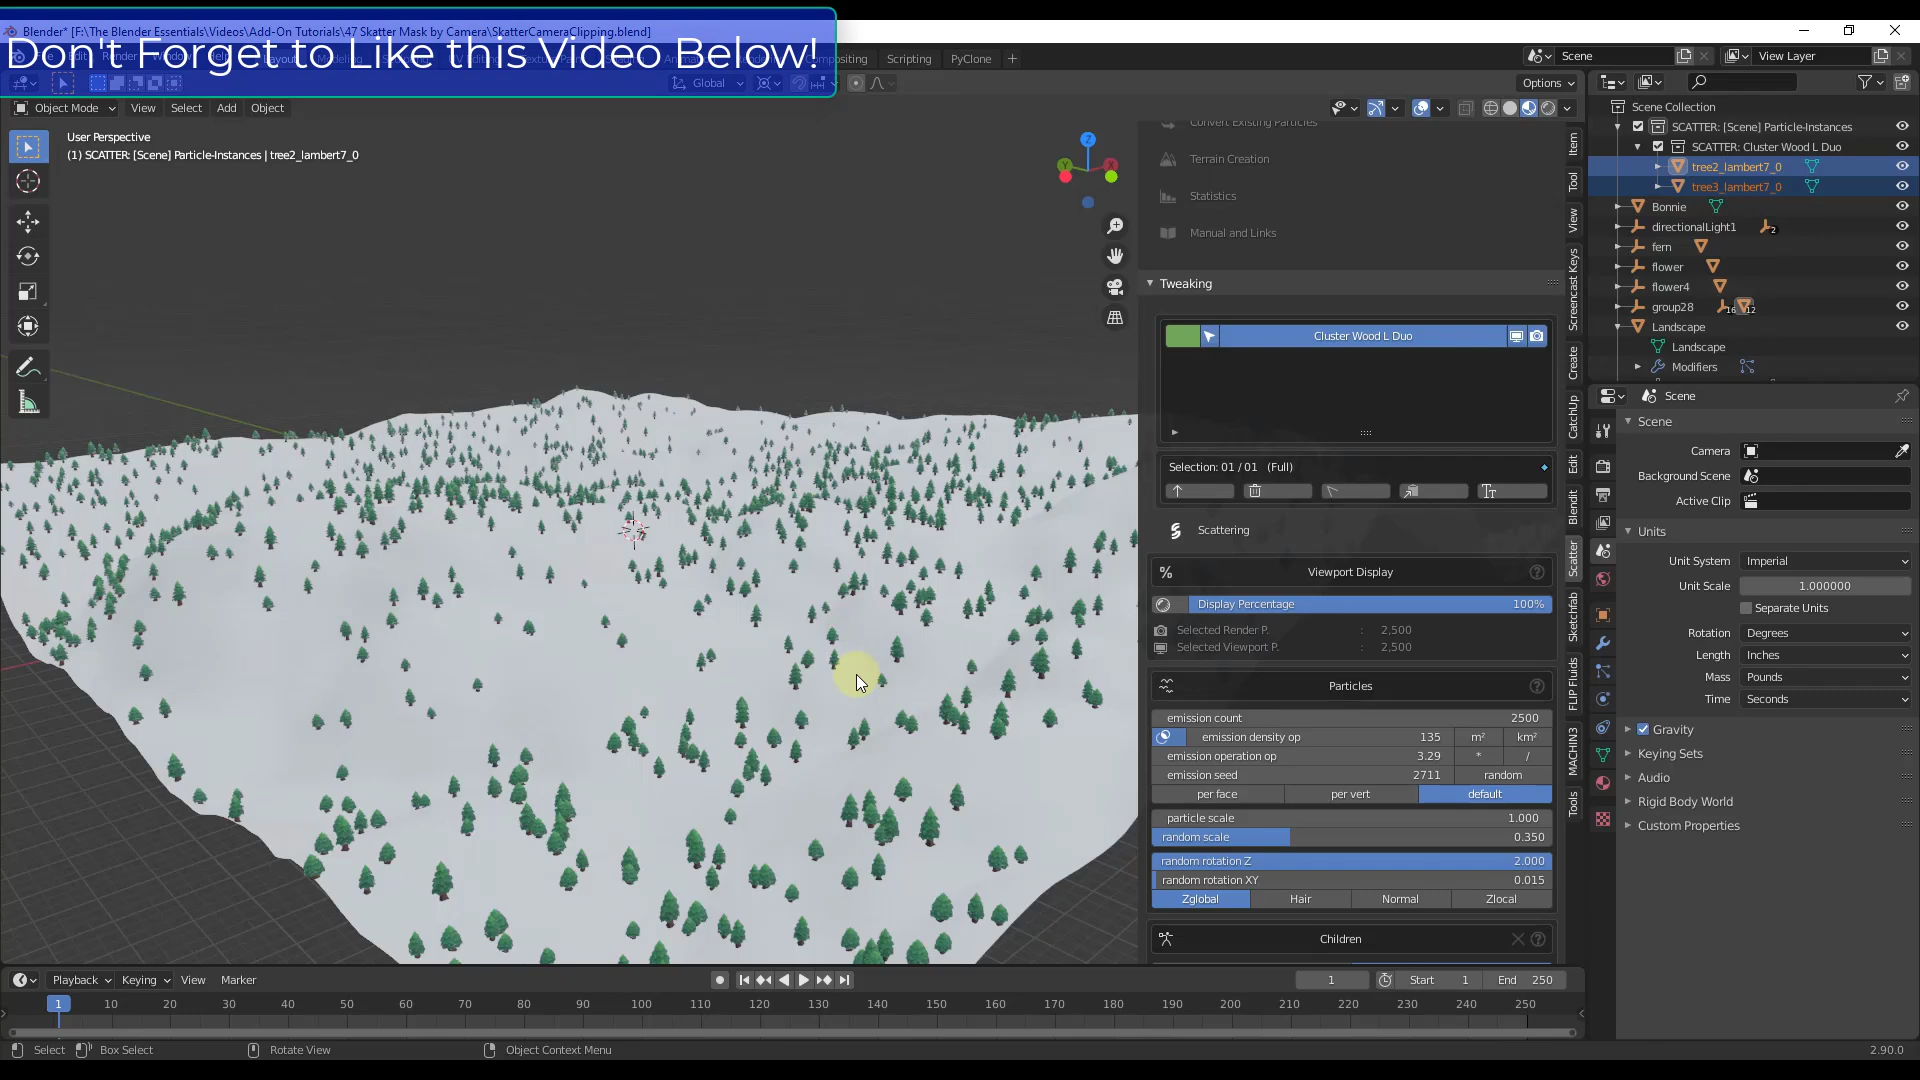 Blender* [F:\The Blender Essentials\Videos\Add-On Tutorials\47 Skatter Mask by Camera\SkatterCameraClipping.blend]
Don't Forget to Like this Video Below!
Scripting
PyClone
+
Scene
View Layer
Global
Options
Object Mode
View
Select
Add
Object
User Perspective
(1) SCATTER: [Scene] Particle-Instances | tree2_lambert7_0
Z
Y
X
Convert Existing Particles
Terrain Creation
Statistics
Manual and Links
Tweaking
Cluster Wood L Duo
Selection: 01 / 01 (Full)
Scattering
Viewport Display
Display Percentage 100%
Selected Render P. : 2,500
Selected Viewport P. : 2,500
Particles
emission count 2500
emission density op 135 m² km²
emission operation op 3.29 * /
emission seed 2711 random
per face per vert default
particle scale 1.000
random scale 0.350
random rotation Z 2.000
random rotation XY 0.015
Zglobal Hair Normal Zlocal
Children
Item
Tool
View
Screencast Keys
Create
CatchUp
Edit
Blendit
Scatter
Sketchfab
FLIP Fluids
MACHIN3
Tools
Scene Collection
SCATTER: [Scene] Particle-Instances
SCATTER: Cluster Wood L Duo
tree2_lambert7_0
tree3_lambert7_0
Bonnie
directionalLight1 2
fern
flower
flower4
group28 16 12
Landscape
Landscape
Modifiers
Scene
Scene
Camera
Background Scene
Active Clip
Units
Unit System Imperial
Unit Scale 1.000000
Separate Units
Rotation Degrees
Length Inches
Mass Pounds
Time Seconds
Gravity
Keying Sets
Audio
Rigid Body World
Custom Properties
Playback Keying View Marker
1 Start 1 End 250
1 10 20 30 40 50 60 70 80 90 100 110 120 130 140 150 160 170 180 190 200 210 220 230 240 250
Select Box Select Rotate View Object Context Menu 2.90.0